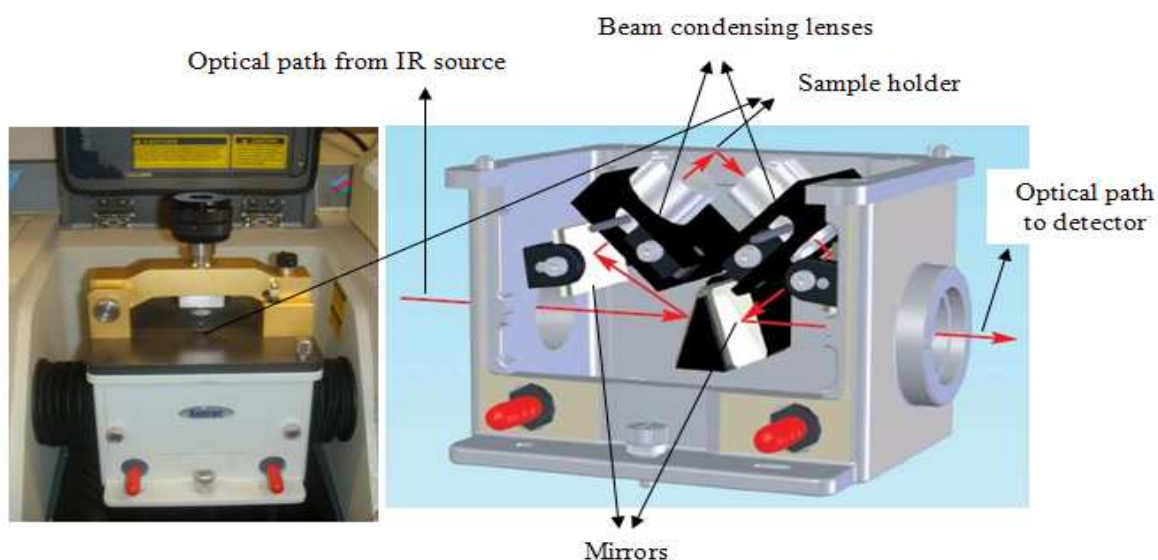 Beam condensing lenses
Optical path from IR source
Sample holder
Optical path
to detector
Mirrors